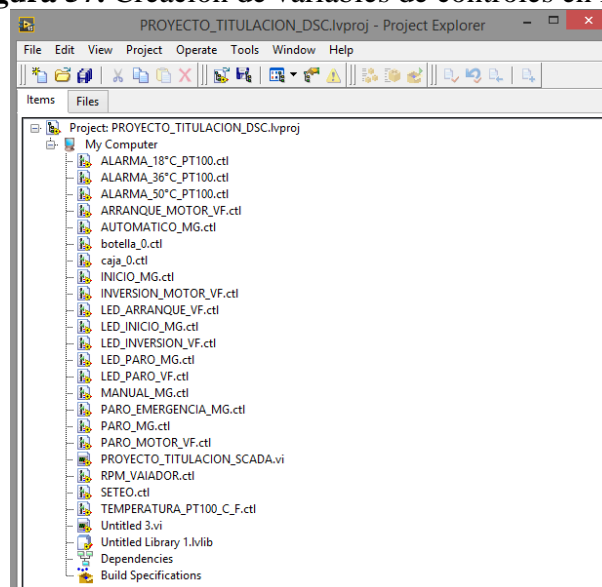 37. Creación de variables de controles en
PROYECTO_TITULACION_DSC.lvproj - Project Explorer
File Edit View Project Operate Tools Window Help
Items Files
Project: PROYECTO_TITULACION_DSC.lvproj
My Computer
ALARMA_18°C_PT100.ctl
ALARMA_36°C_PT100.ctl
ALARMA_50°C_PT100.ctl
ARRANQUE_MOTOR_VF.ctl
AUTOMATICO_MG.ctl
botella_0.ctl
caja_0.ctl
INICIO_MG.ctl
INVERSION_MOTOR_VF.ctl
LED_ARRANQUE_VF.ctl
LED_INICIO_MG.ctl
LED_INVERSION_VF.ctl
LED_PARO_MG.ctl
LED_PARO_VF.ctl
MANUAL_MG.ctl
PARO_EMERGENCIA_MG.ctl
PARO_MG.ctl
PARO_MOTOR_VF.ctl
PROYECTO_TITULACION_SCADA.vi
RPM_VAIADOR.ctl
SETEO.ctl
TEMPERATURA_PT100_C_F.ctl
Untitled 3.vi
Untitled Library 1.lvlib
Dependencies
Build Specifications